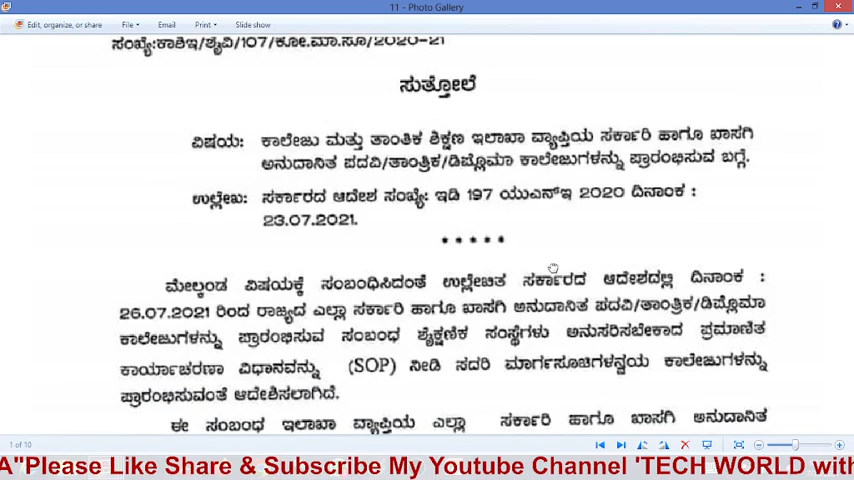 11 - Photo Gallery
Edit, organize, or share File Email Print Slide show
ಸಂಖ್ಯೆ:ಕಾಶಿಇ/ಶೈವಿ/107/ಕೋ.ಮಾ.ಸೂ/2020-21
ಸುತ್ತೋಲೆ
ವಿಷಯ: ಕಾಲೇಜು ಮತ್ತು ತಾಂತಿಕ ಶಿಕ್ಷಣ ಇಲಾಖಾ ವ್ಯಾಪ್ತಿಯ ಸರ್ಕಾರಿ ಹಾಗೂ ಖಾಸಗಿ
ಅನುದಾನಿತ ಪದವಿ/ತಾಂತ್ರಿಕ/ಡಿಪ್ಲೊಮಾ ಕಾಲೇಜುಗಳನ್ನು ಪ್ರಾರಂಭಿಸುವ ಬಗ್ಗೆ.
ಉಲ್ಲೇಖ: ಸರ್ಕಾರದ ಆದೇಶ ಸಂಖ್ಯೆ: ಇಡಿ 197 ಯುಎನ್ಇ 2020 ದಿನಾಂಕ :
23.07.2021.
* * * * *
ಮೇಲ್ಕಂಡ ವಿಷಯಕ್ಕೆ ಸಂಬಂಧಿಸಿದಂತೆ ಉಲ್ಲೇಖಿತ ಸರ್ಕಾರದ ಆದೇಶದಲ್ಲಿ ದಿನಾಂಕ :
26.07.2021 ರಿಂದ ರಾಜ್ಯದ ಎಲ್ಲಾ ಸರ್ಕಾರಿ ಹಾಗೂ ಖಾಸಗಿ ಅನುದಾನಿತ ಪದವಿ/ತಾಂತ್ರಿಕ/ಡಿಪ್ಲೊಮಾ
ಕಾಲೇಜುಗಳನ್ನು ಪ್ರಾರಂಭಿಸುವ ಸಂಬಂಧ ಶೈಕ್ಷಣಿಕ ಸಂಸ್ಥೆಗಳು ಅನುಸರಿಸಬೇಕಾದ ಪ್ರಮಾಣಿತ
ಕಾರ್ಯಾಚರಣಾ ವಿಧಾನವನ್ನು (SOP) ನೀಡಿ ಸದರಿ ಮಾರ್ಗಸೂಚಿಗಳನ್ವಯ ಕಾಲೇಜುಗಳನ್ನು
ಪ್ರಾರಂಭಿಸುವಂತೆ ಆದೇಶಿಸಲಾಗಿದೆ.
ಈ ಸಂಬಂಧ ಇಲಾಖಾ ವ್ಯಾಪ್ತಿಯ ಎಲ್ಲಾ ಸರ್ಕಾರಿ ಹಾಗೂ ಖಾಸಗಿ ಅನುದಾನಿತ
1 of 10
A"Please Like Share & Subscribe My Youtube Channel 'TECH WORLD with